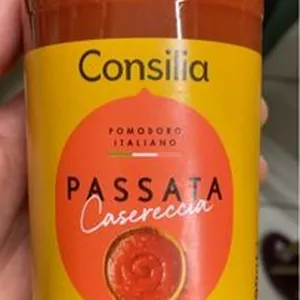 Consilia
POMODORO
ITALIANO
PASSATA
Casereccia